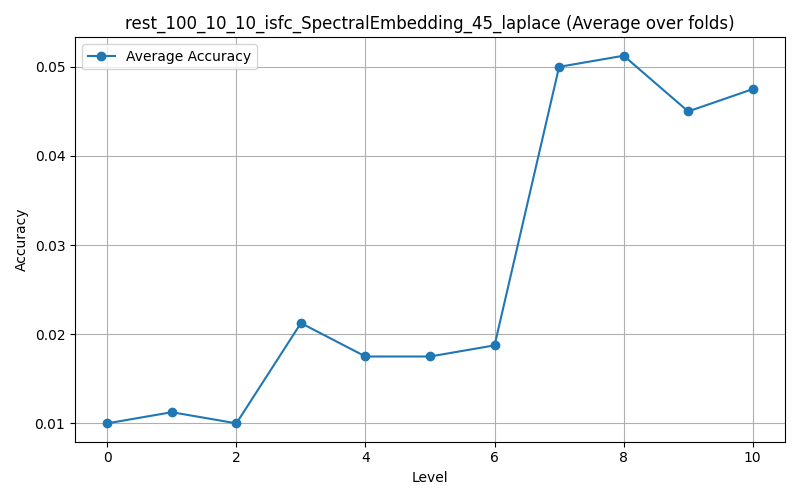 rest_100_10_10_isfc_SpectralEmbedding_45_laplace (Average over folds)
Average Accuracy
0.05
0.04
0.03
0.02
0.01
Accuracy
0 2 4 6 8 10
Level